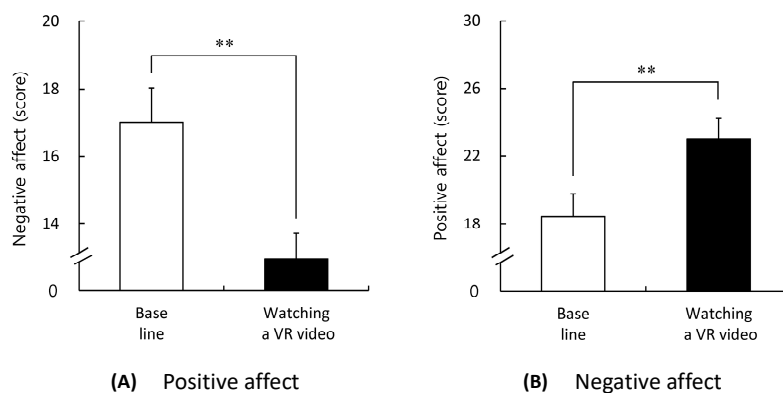 20
18
16
14
0
Negative affect (score)
**
Base
line
Watching
a VR video
(A) Positive affect
30
26
22
18
0
Positive affect (score)
**
Base
line
Watching
a VR video
(B) Negative affect